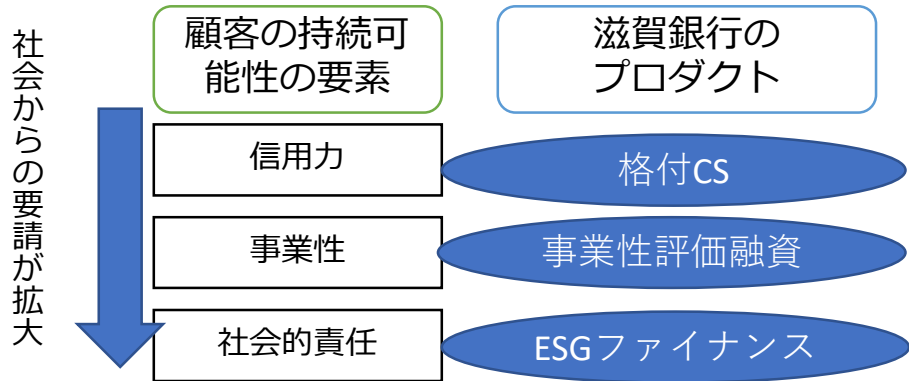 社会からの要請が拡大
顧客の持続可
能性の要素
滋賀銀行の
プロダクト
信用力
格付CS
事業性
事業性評価融資
社会的責任
ESGファイナンス